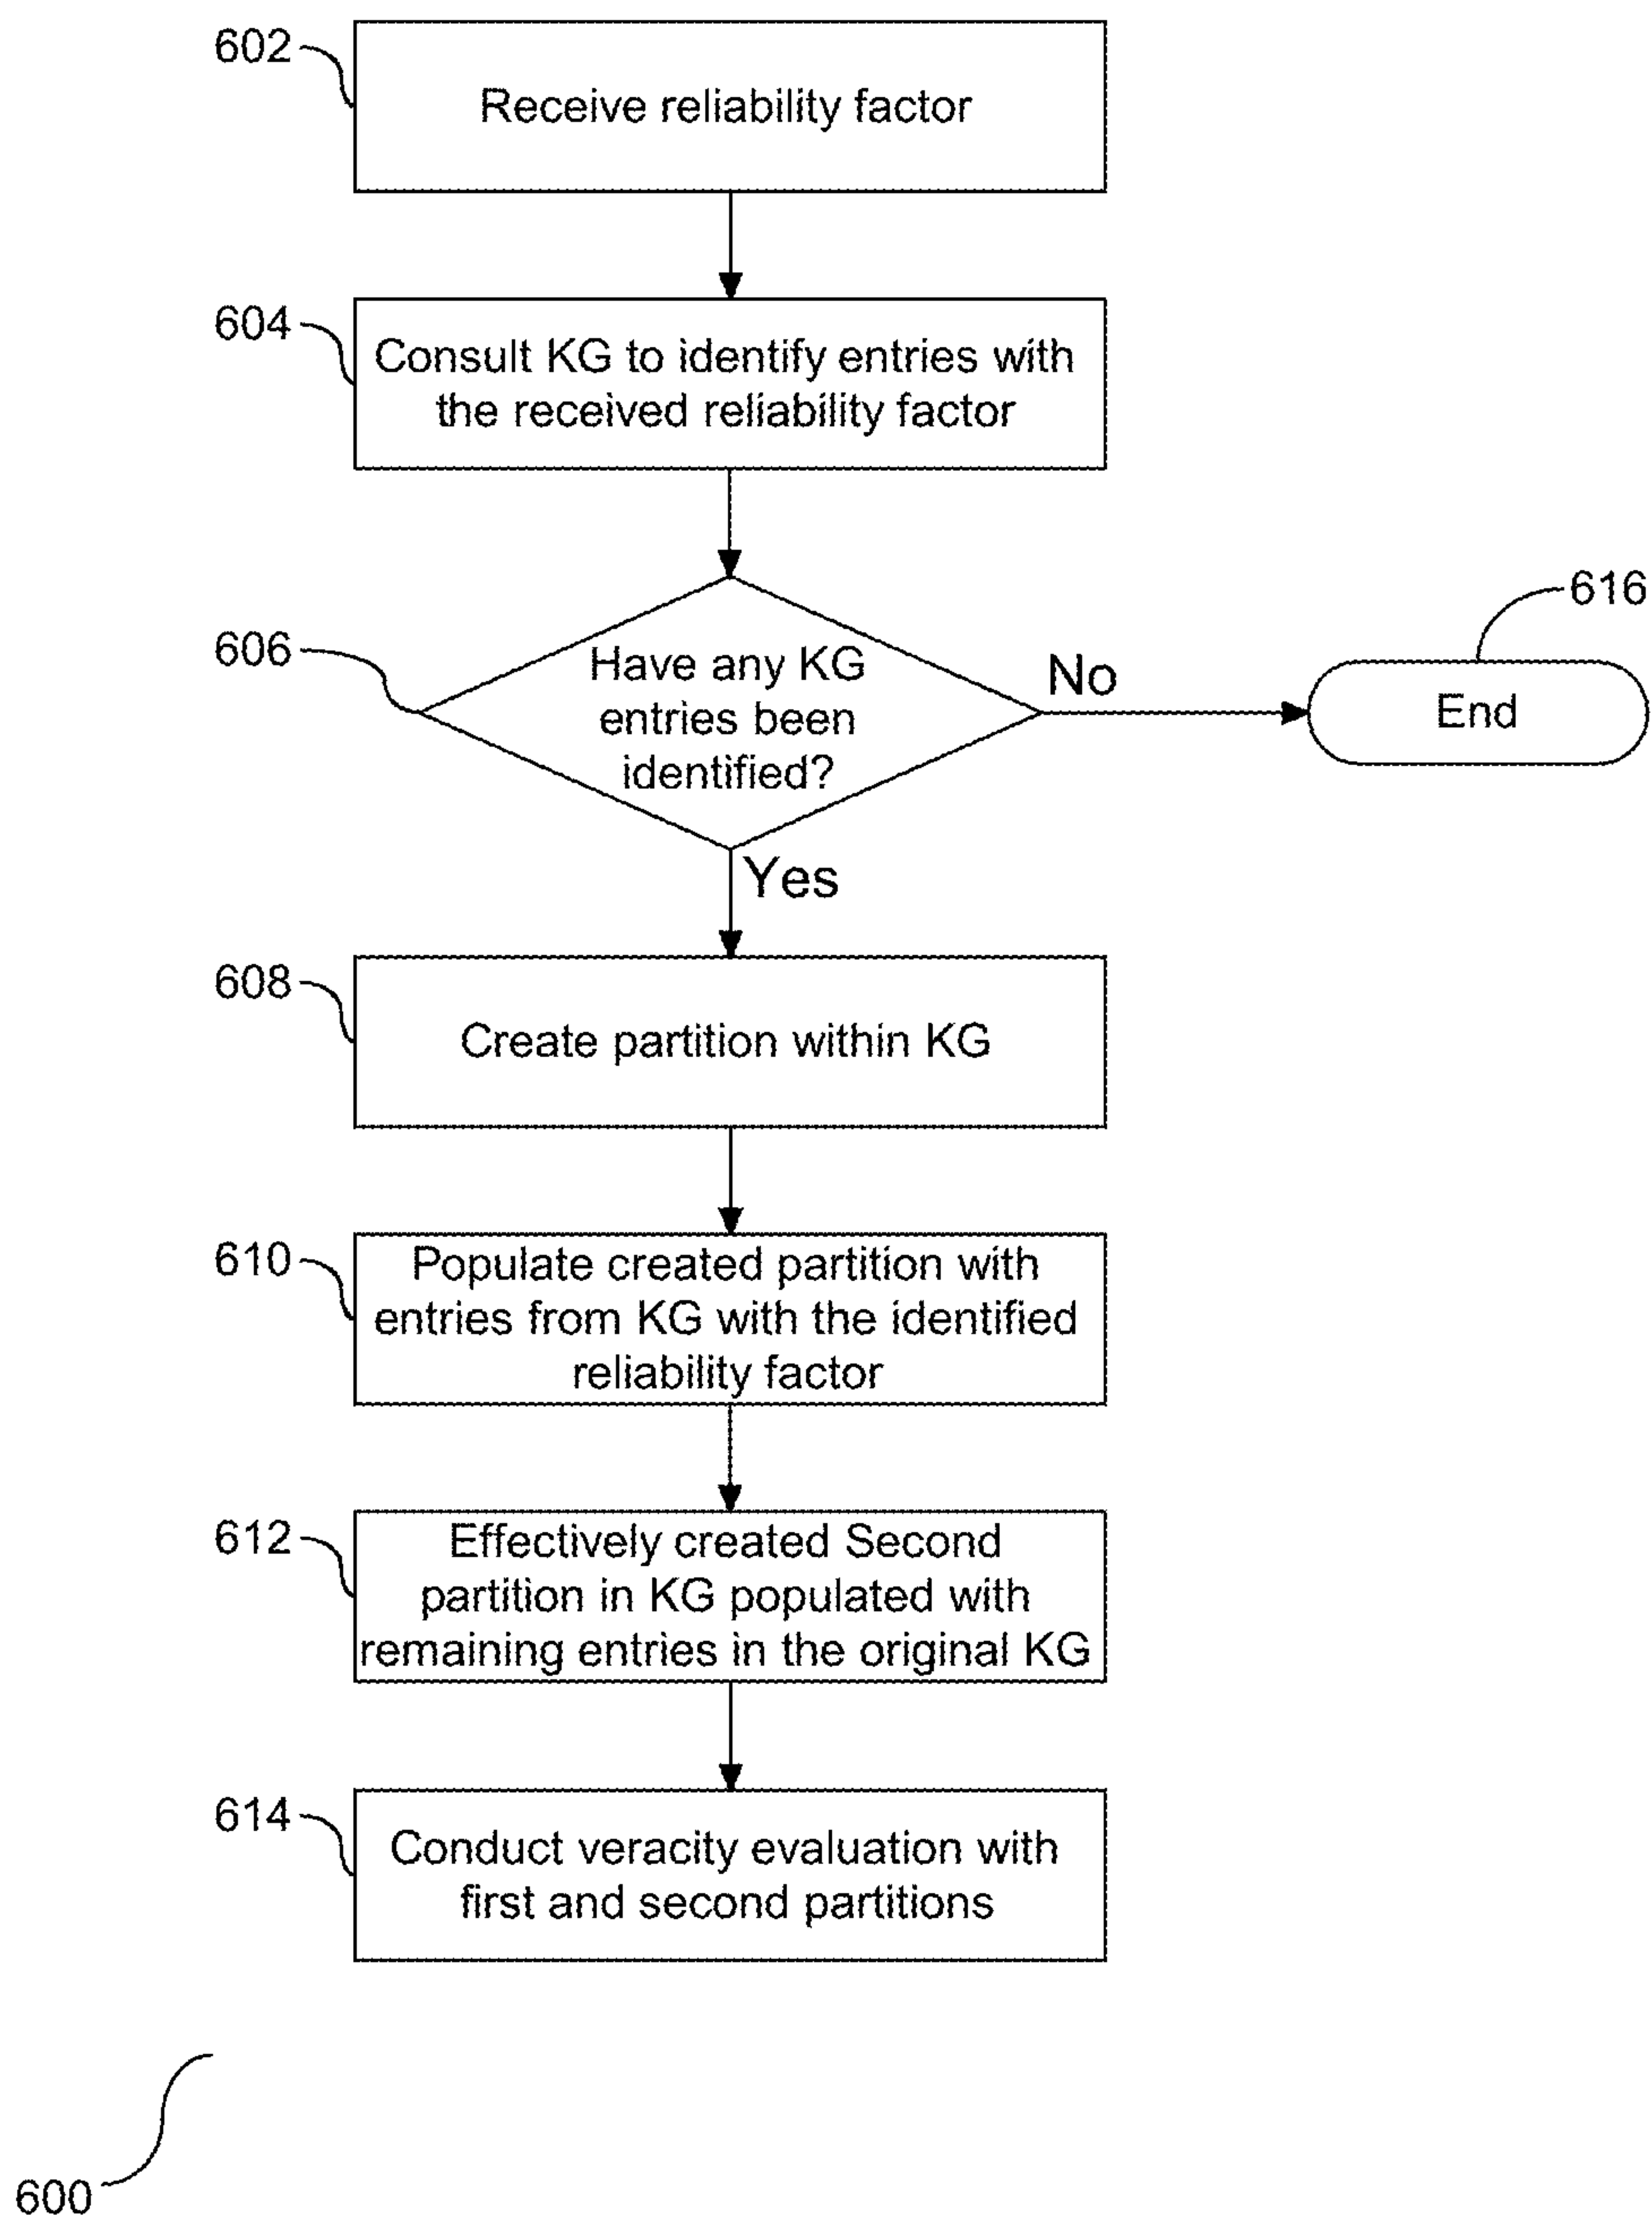 602
Receive reliability factor
604
Consult KG to identify entries with
the received reliability factor
606
Have any KG
entries been
identified?
No
616
End
Yes
608
Create partition within KG
610
Populate created partition with
entries from KG with the identified
reliability factor
612
Effectively created Second
partition in KG populated with
remaining entries in the original KG
614
Conduct veracity evaluation with
first and second partitions
600